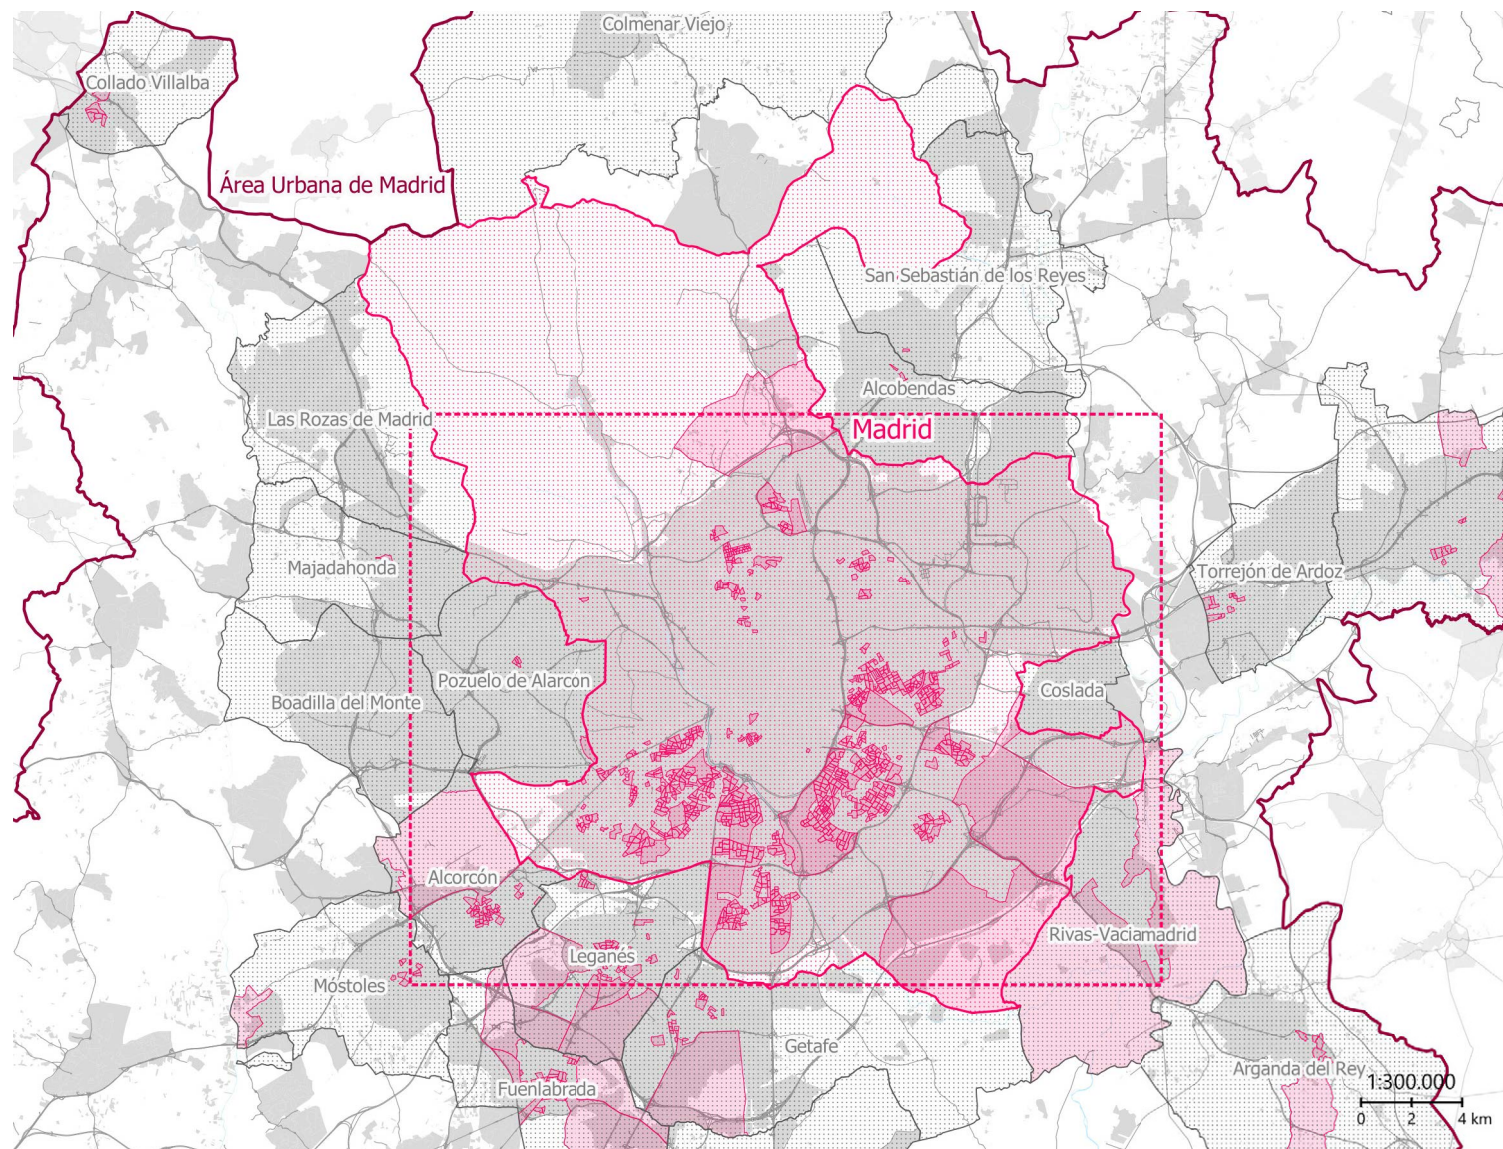 Colmenar Viejo
Collado Villalba
Área Urbana de Madrid
San Sebastián de los Reyes
Alcobendas
Las Rozas de Madrid
Madrid
Majadahonda
Torrejón de Ardoz
Pozuelo de Alarcón
Coslada
Boadilla del Monte
Alcorcón
Rivas-Vaciamadrid
Leganés
Móstoles
Getafe
Arganda del Rey
Fuenlabrada
1:300.000
0 2 4 km